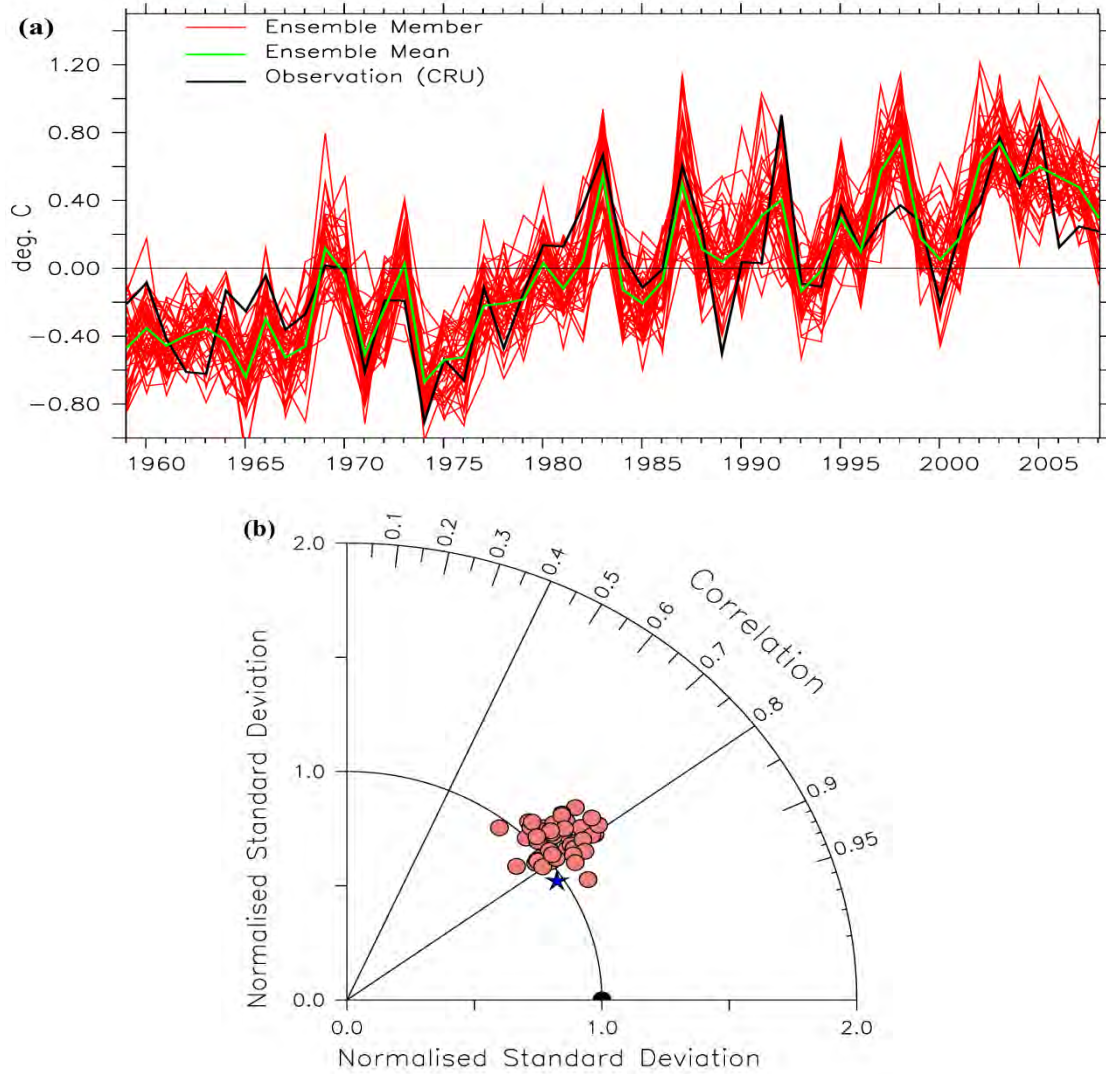 (a)
Ensemble Member
Ensemble Mean
Observation (CRU)
deg. C
1.20
0.80
0.40
0.00
−0.40
−0.80
1960 1965 1970 1975 1980 1985 1990 1995 2000 2005
(b)
Normalised Standard Deviation
2.0
1.0
0.0
0.1 0.2 0.3 0.4 0.5 0.6 0.7 0.8 0.9 0.95
Correlation
0.0 1.0 2.0
Normalised Standard Deviation